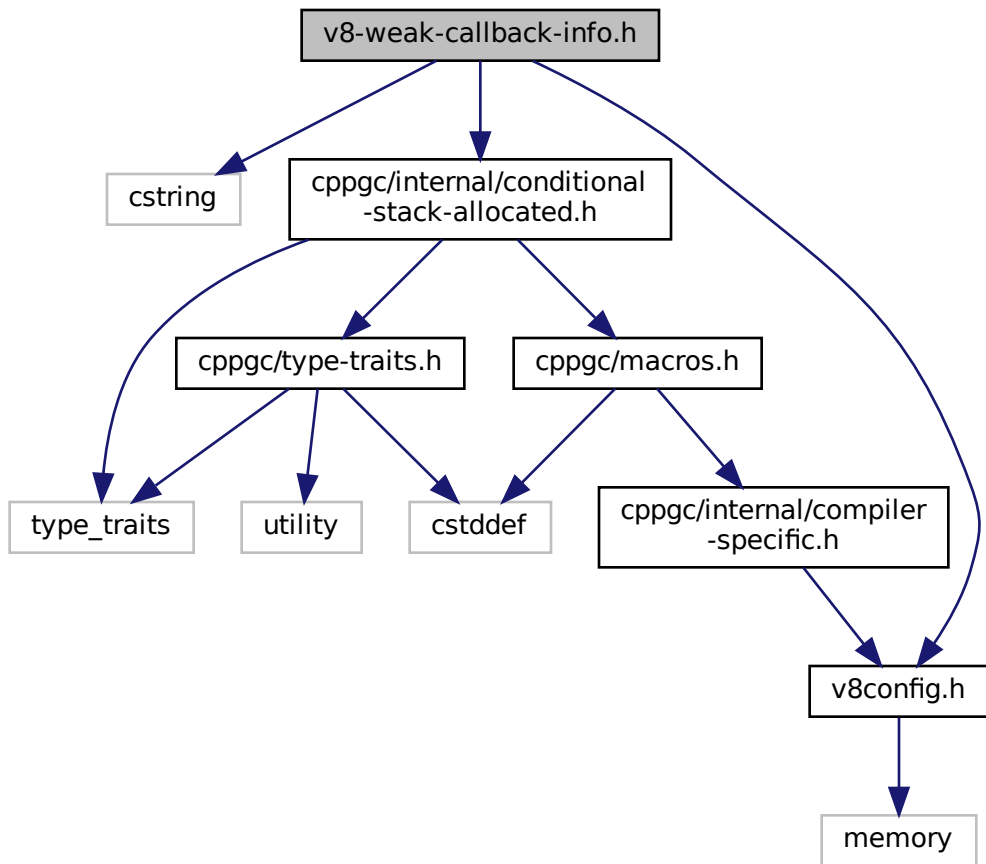 v8-weak-callback-info.h
cstring
cppgc/internal/conditional
-stack-allocated.h
cppgc/type-traits.h
cppgc/macros.h
type_traits
utility
cstddef
cppgc/internal/compiler
-specific.h
v8config.h
memory